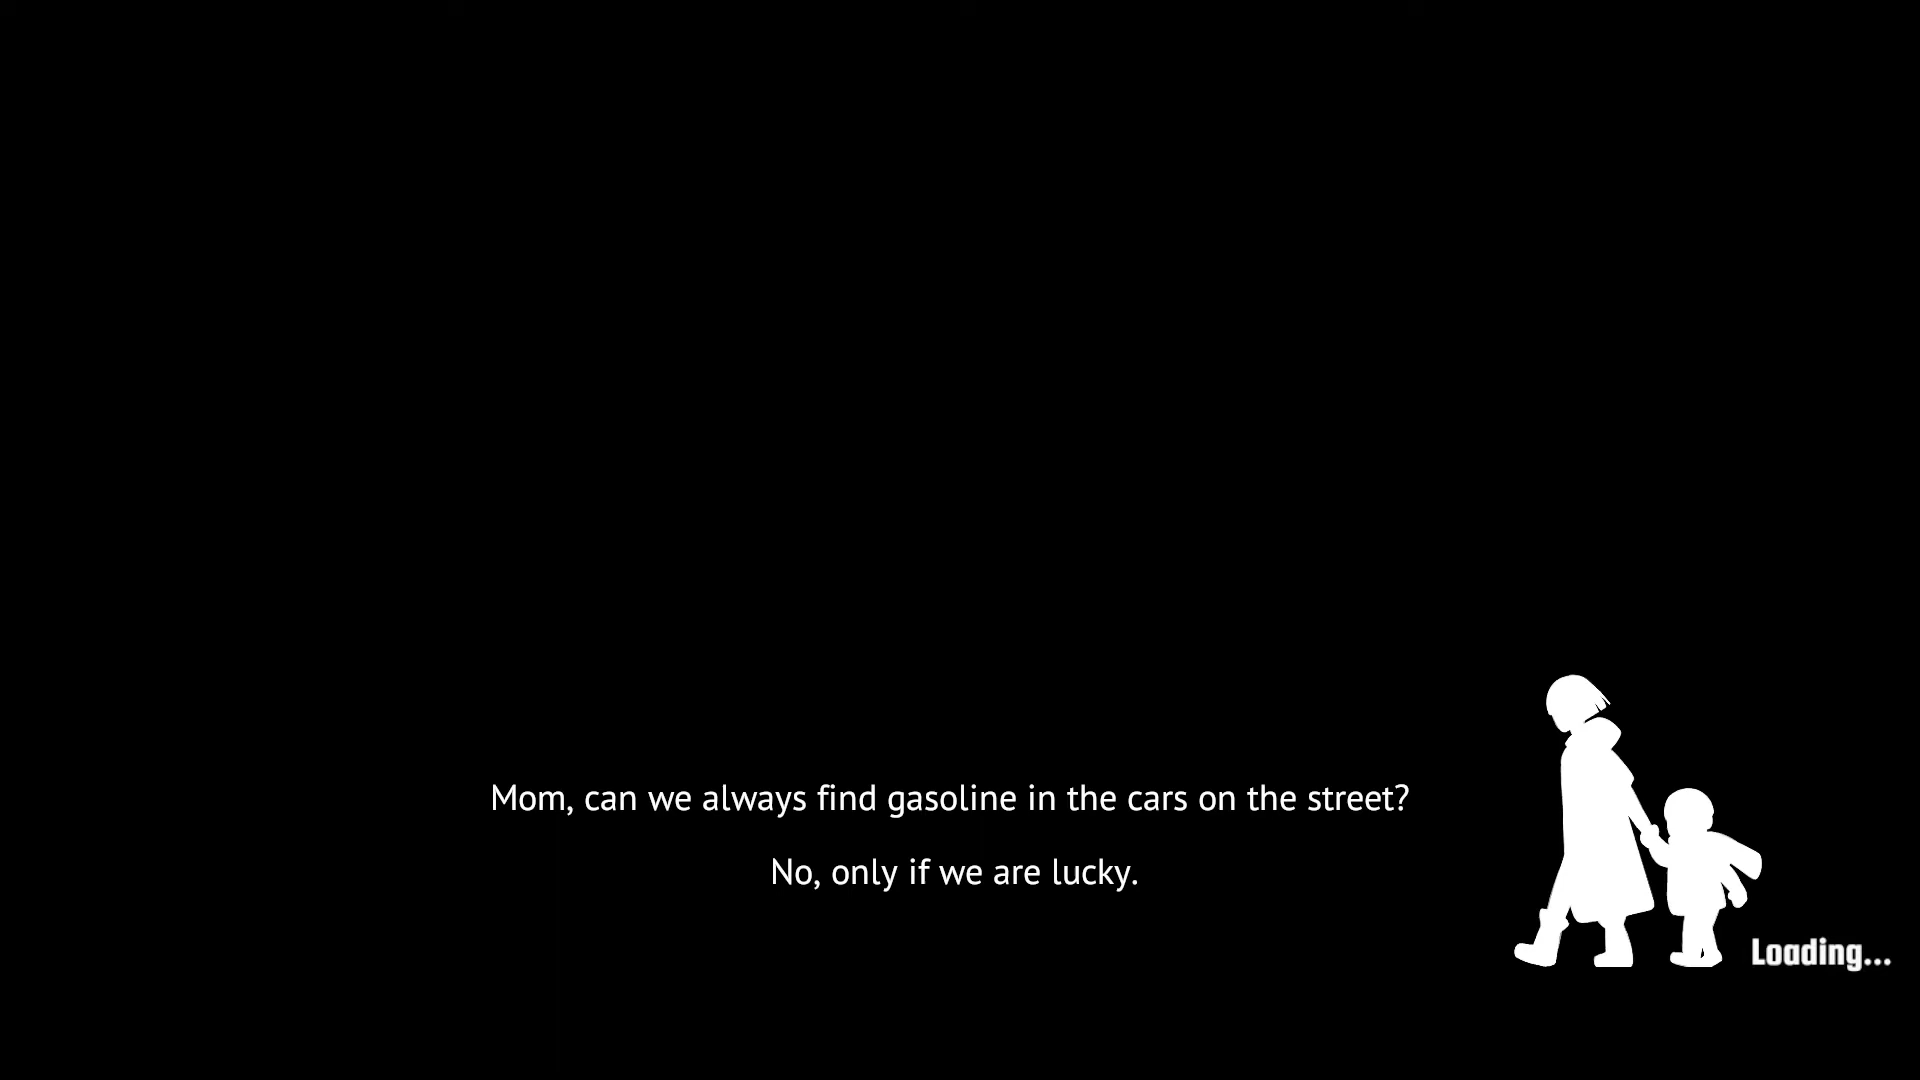 Mom, can we always find gasoline in the cars on the street?
No, only if we are lucky.
Loading...